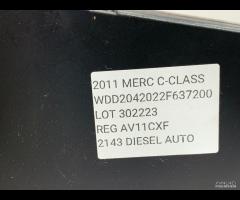 2011 MERC C-CLASS
WDD2042022F637200
LOT 302223
REG AV11CXF
2143 DIESEL AUTO